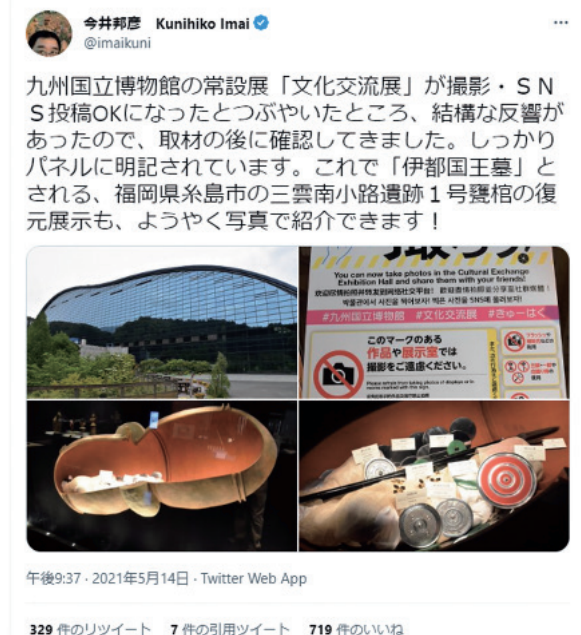 今井邦彦 Kunihiko Imai
@imaikuni
九州国立博物館の常設展「文化交流展」が撮影・ＳＮ
Ｓ投稿OKになったとつぶやいたところ、結構な反響が
あったので、取材の後に確認してきました。しっかり
パネルに明記されています。これで「伊都国王墓」と
される、福岡県糸島市の三雲南小路遺跡１号甕棺の復
元展示も、ようやく写真で紹介できます！
You can now take photos in the Cultural Exchange
Exhibition Hall and share them with your friends!
#九州国立博物館 #文化交流展 #きゅーはく
このマークのある
作品や展示室では
撮影をご遠慮ください。
午後9:37 · 2021年5月14日 · Twitter Web App
329 件のリツイート 7 件の引用ツイート 719 件のいいね